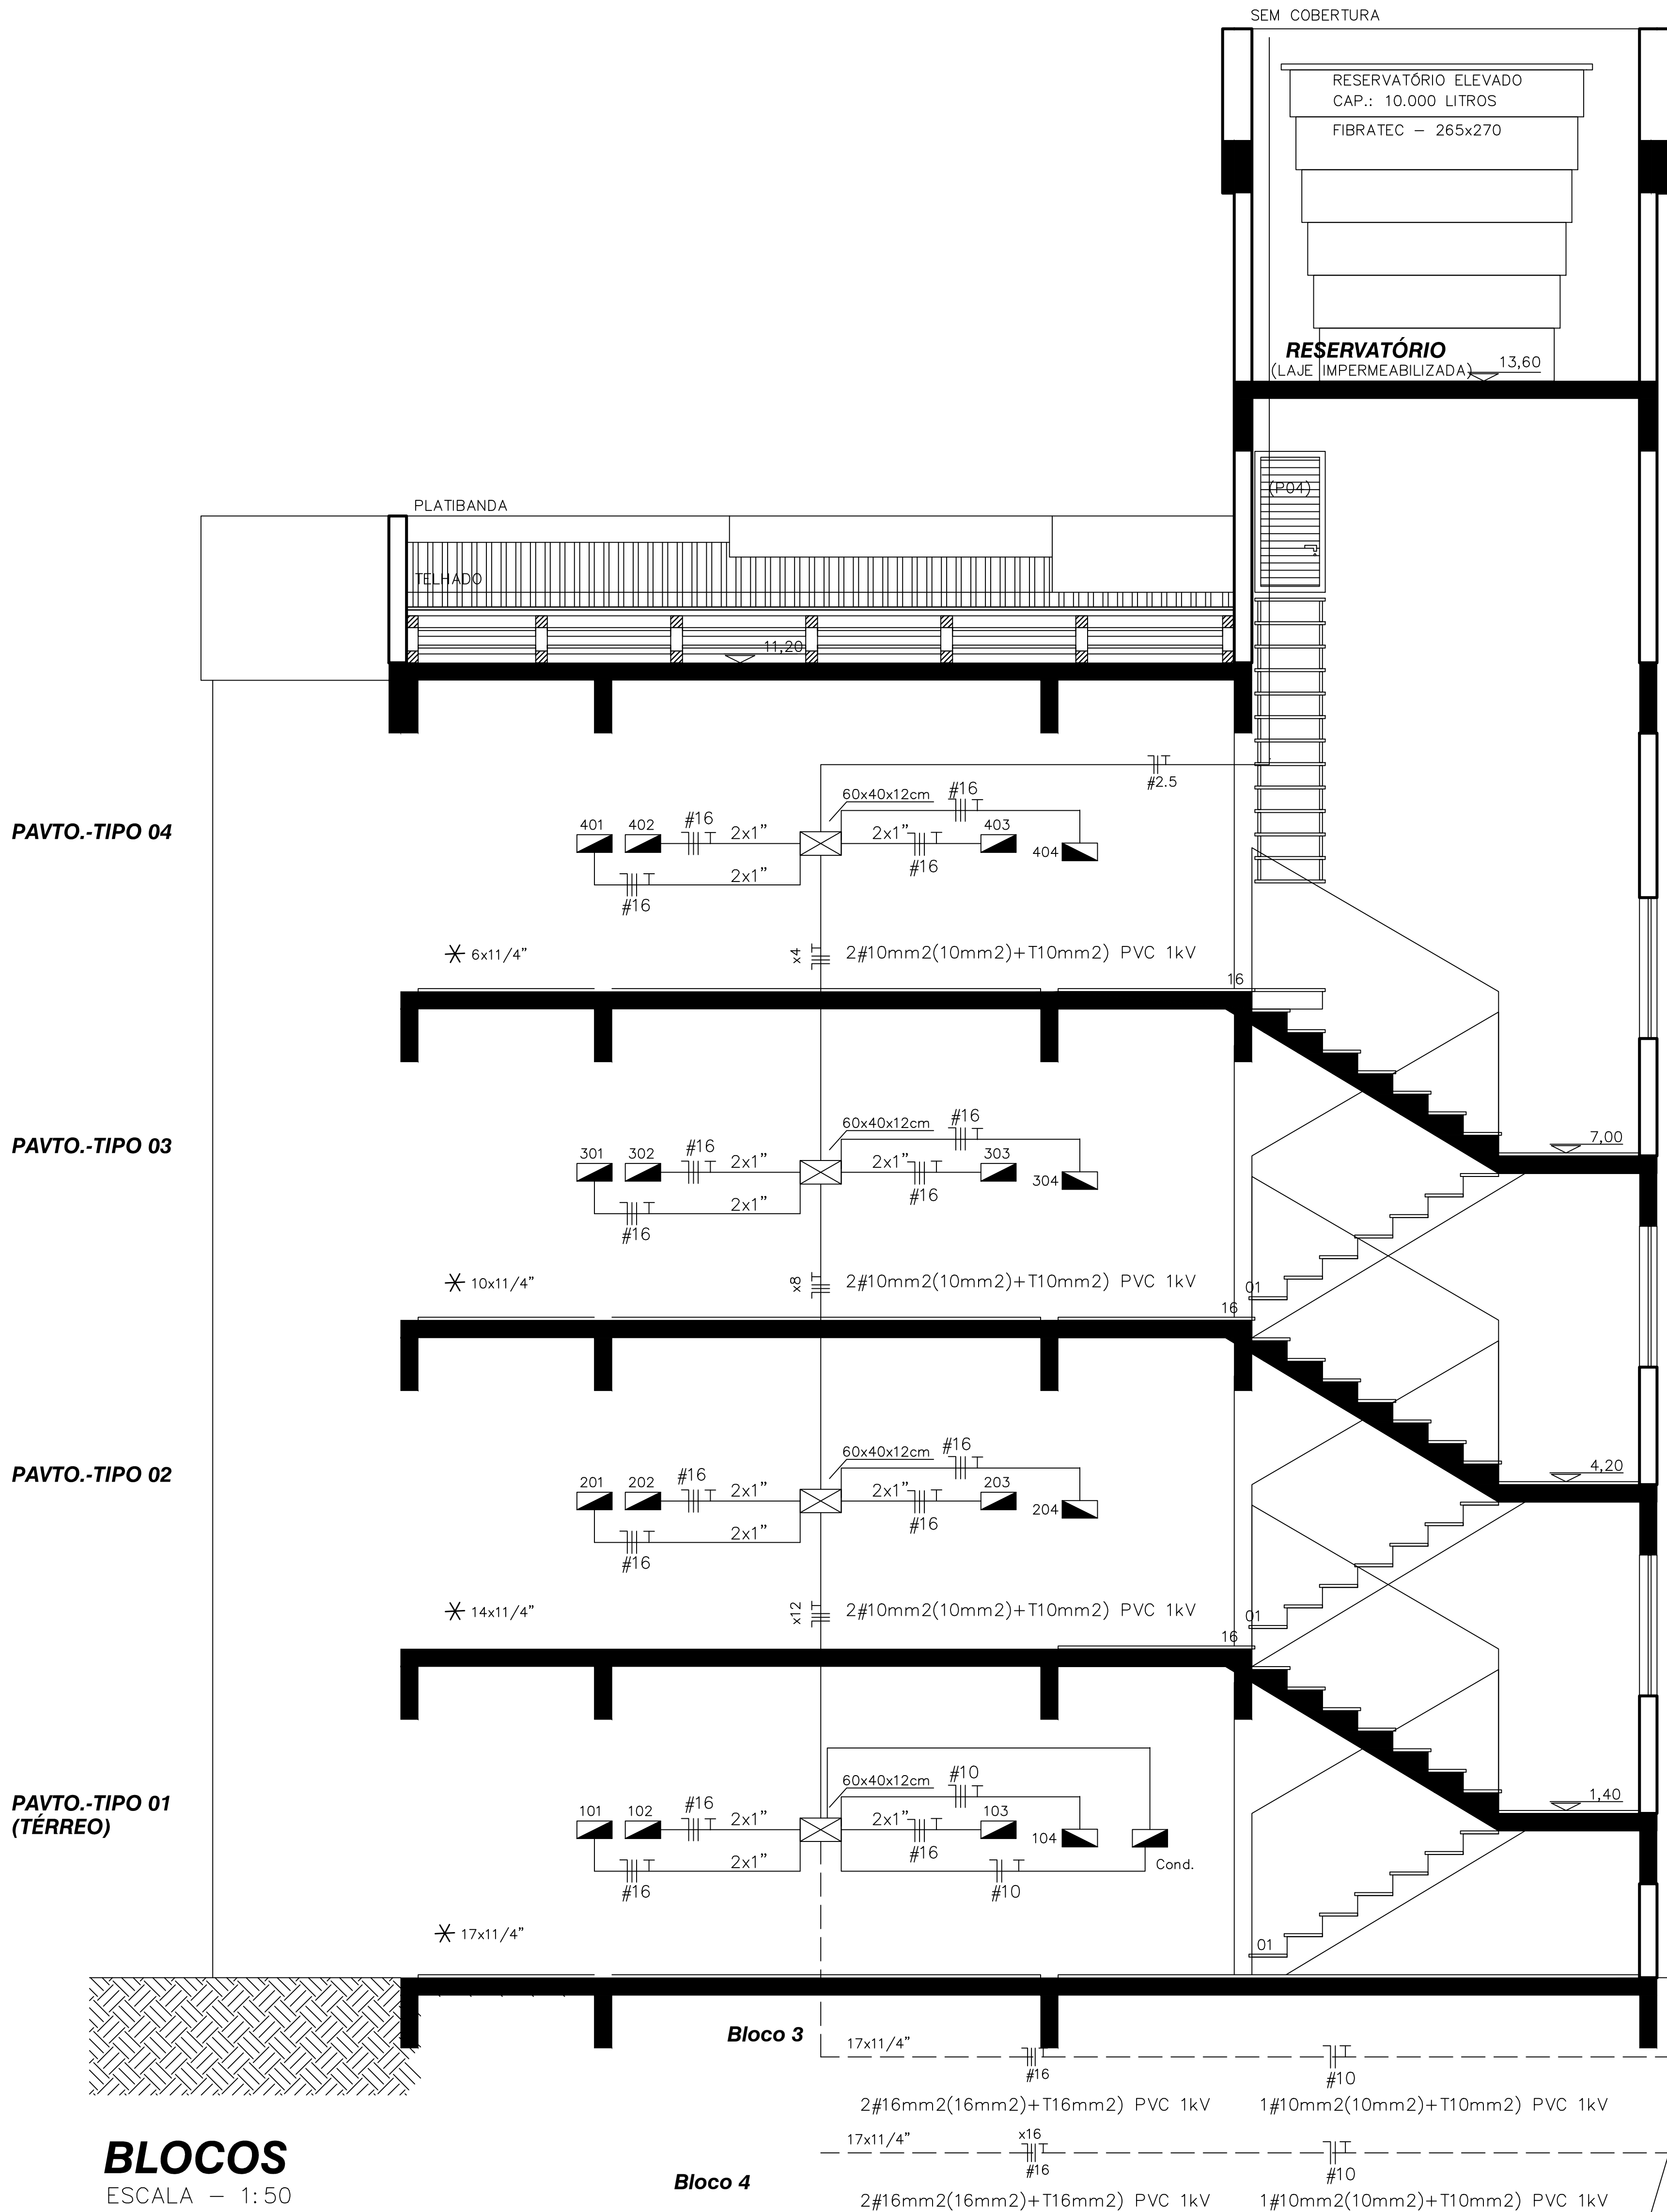 SEM COBERTURA
RESERVATÓRIO ELEVADO
CAP.: 10.000 LITROS
FIBRATEC – 265x270
RESERVATÓRIO
(LAJE IMPERMEABILIZADA)
13,60
(P04)
PLATIBANDA
TELHADO
11,20
#2.5
PAVTO.-TIPO 04
401
402
#16
2x1"
60x40x12cm
#16
2x1"
#16
403
404
2x1"
#16
6x11/4"
x4
2#10mm2(10mm2)+T10mm2) PVC 1kV
16
PAVTO.-TIPO 03
301
302
#16
2x1"
60x40x12cm
#16
2x1"
#16
303
304
2x1"
#16
7,00
10x11/4"
x8
2#10mm2(10mm2)+T10mm2) PVC 1kV
01
16
PAVTO.-TIPO 02
201
202
#16
2x1"
60x40x12cm
#16
2x1"
#16
203
204
2x1"
#16
4,20
14x11/4"
x12
2#10mm2(10mm2)+T10mm2) PVC 1kV
01
16
PAVTO.-TIPO 01
(TÉRREO)
101
102
#16
2x1"
60x40x12cm
#10
2x1"
#16
103
104
Cond.
2x1"
#16
#10
1,40
17x11/4"
01
Bloco 3
17x11/4"
#16
#10
2#16mm2(16mm2)+T16mm2) PVC 1kV
1#10mm2(10mm2)+T10mm2) PVC 1kV
17x11/4"
x16
#16
#10
Bloco 4
2#16mm2(16mm2)+T16mm2) PVC 1kV
1#10mm2(10mm2)+T10mm2) PVC 1kV
BLOCOS
ESCALA – 1:50